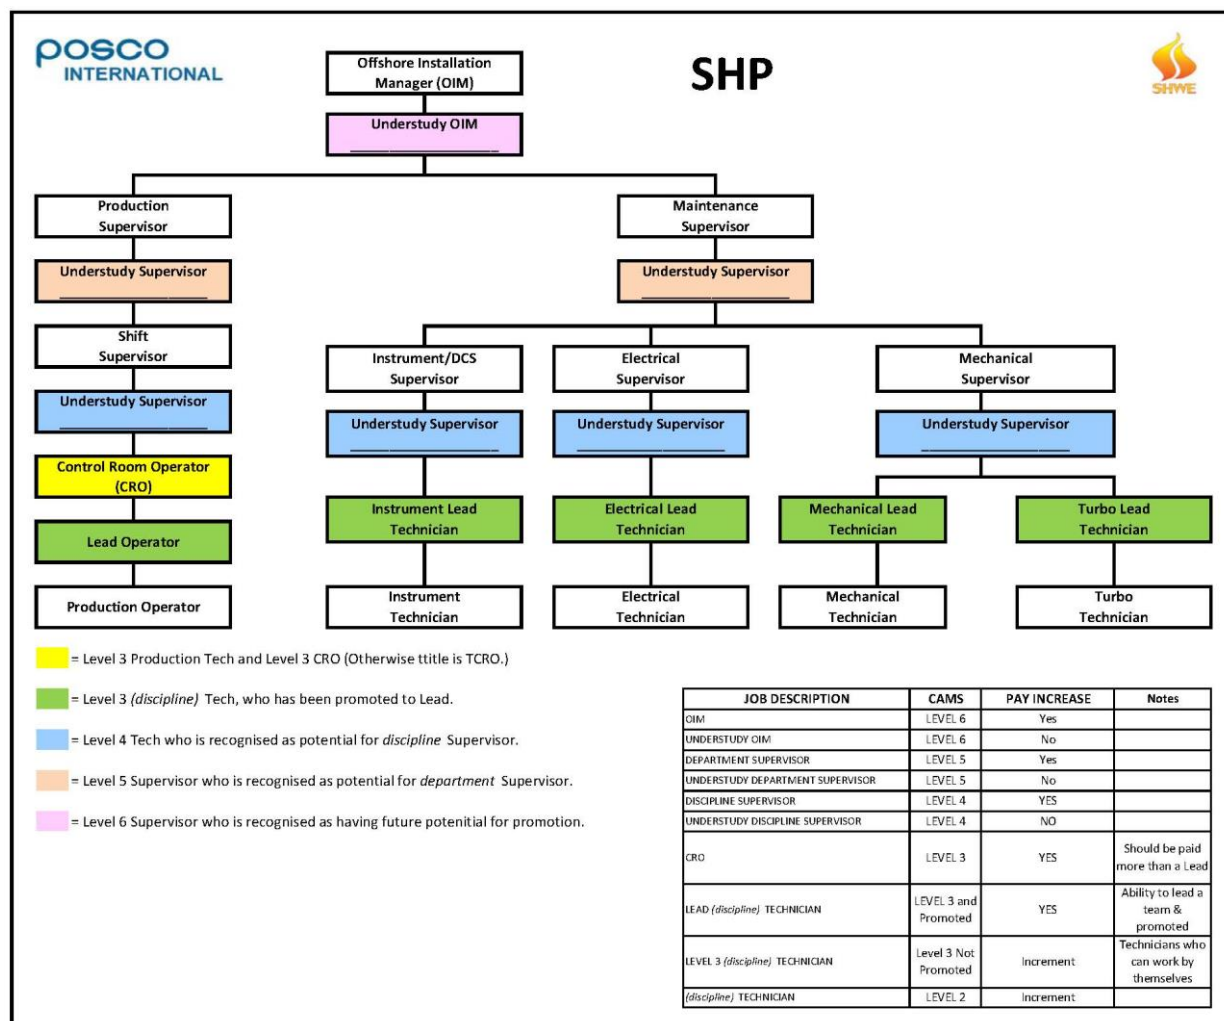 posco
INTERNATIONAL
SHP
SHWE
Offshore Installation
Manager (OIM)
Understudy OIM
Production
Supervisor
Maintenance
Supervisor
Understudy Supervisor
Understudy Supervisor
Shift
Supervisor
Instrument/DCS
Supervisor
Electrical
Supervisor
Mechanical
Supervisor
Understudy Supervisor
Understudy Supervisor
Understudy Supervisor
Understudy Supervisor
Control Room Operator
(CRO)
Instrument Lead
Technician
Electrical Lead
Technician
Mechanical Lead
Technician
Turbo Lead
Technician
Lead Operator
Production Operator
Instrument
Technician
Electrical
Technician
Mechanical
Technician
Turbo
Technician
= Level 3 Production Tech and Level 3 CRO (Otherwise ttitle is TCRO.)
= Level 3 (discipline) Tech, who has been promoted to Lead.
= Level 4 Tech who is recognised as potential for discipline Supervisor.
= Level 5 Supervisor who is recognised as potential for department Supervisor.
= Level 6 Supervisor who is recognised as having future potenitial for promotion.
JOB DESCRIPTION CAMS PAY INCREASE Notes
OIM LEVEL 6 Yes
UNDERSTUDY OIM LEVEL 6 No
DEPARTMENT SUPERVISOR LEVEL 5 Yes
UNDERSTUDY DEPARTMENT SUPERVISOR LEVEL 5 No
DISCIPLINE SUPERVISOR LEVEL 4 YES
UNDERSTUDY DISCIPLINE SUPERVISOR LEVEL 4 NO
CRO LEVEL 3 YES Should be paid
more than a Lead
LEAD (discipline) TECHNICIAN LEVEL 3 and
Promoted YES Ability to lead a
team &
promoted
LEVEL 3 (discipline) TECHNICIAN Level 3 Not
Promoted Increment Technicians who
can work by
themselves
(discipline) TECHNICIAN LEVEL 2 Increment